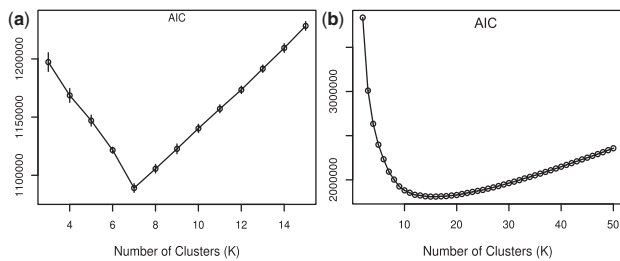 (a)
AIC
1200000
1150000
1100000
4
6
8
10
12
14
Number of Clusters (K)
(b)
AIC
3000000
2000000
10
20
30
40
50
Number of Clusters (K)